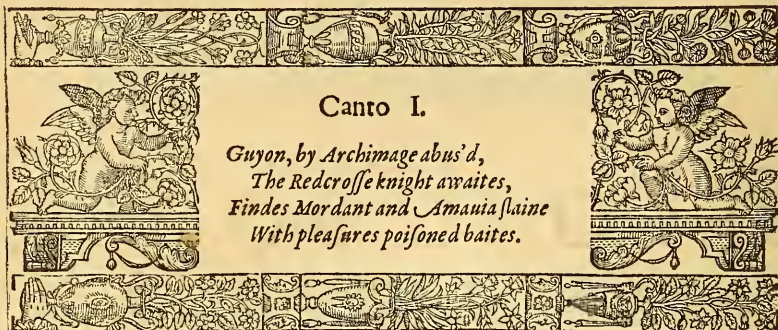 Canto I.
Guyon, by Archimage abus'd,
The Redcroſſe knight awaites,
Findes Mordant and Amauia ſlaine
With pleaſures poiſoned baites.